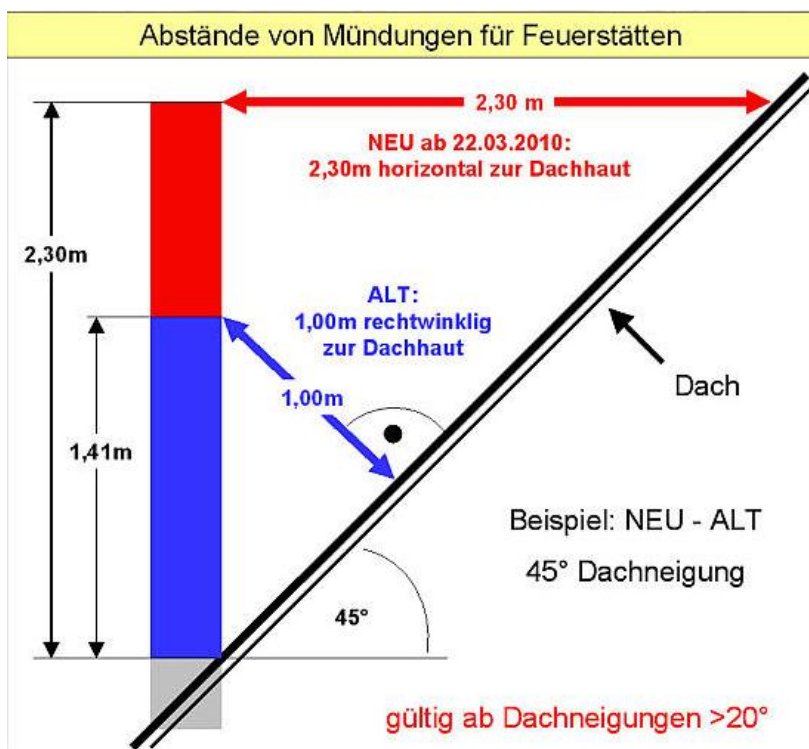 Abstände von Mündungen für Feuerstätten
2,30 m
NEU ab 22.03.2010:
2,30m horizontal zur Dachhaut
2,30m
ALT:
1,00m rechtwinklig
zur Dachhaut
1,00m
Dach
1,41m
Beispiel: NEU - ALT
45° Dachneigung
45°
gültig ab Dachneigungen >20°